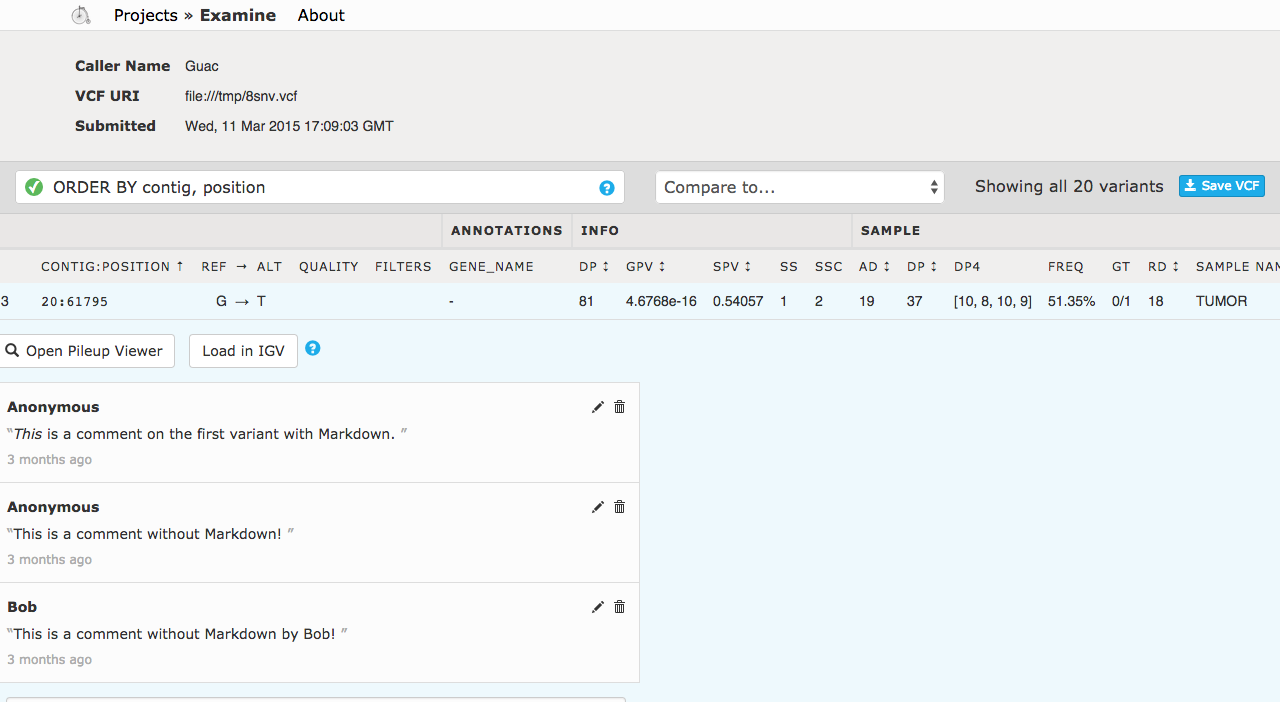 Projects » Examine About
Caller Name Guac
VCF URI file:///tmp/8snv.vcf
Submitted Wed, 11 Mar 2015 17:09:03 GMT
ORDER BY contig, position ? Compare to... Showing all 20 variants Save VCF
ANNOTATIONS INFO SAMPLE
CONTIG:POSITION ↑ REF → ALT QUALITY FILTERS GENE_NAME DP ↕ GPV ↕ SPV ↕ SS SSC AD ↕ DP ↕ DP4 FREQ GT RD ↕ SAMPLE NAM
3 20:61795 G → T - 81 4.6768e-16 0.54057 1 2 19 37 [10, 8, 10, 9] 51.35% 0/1 18 TUMOR
Open Pileup Viewer Load in IGV ?
Anonymous
“This is a comment on the first variant with Markdown. ”
3 months ago
Anonymous
“This is a comment without Markdown! ”
3 months ago
Bob
“This is a comment without Markdown by Bob! ”
3 months ago